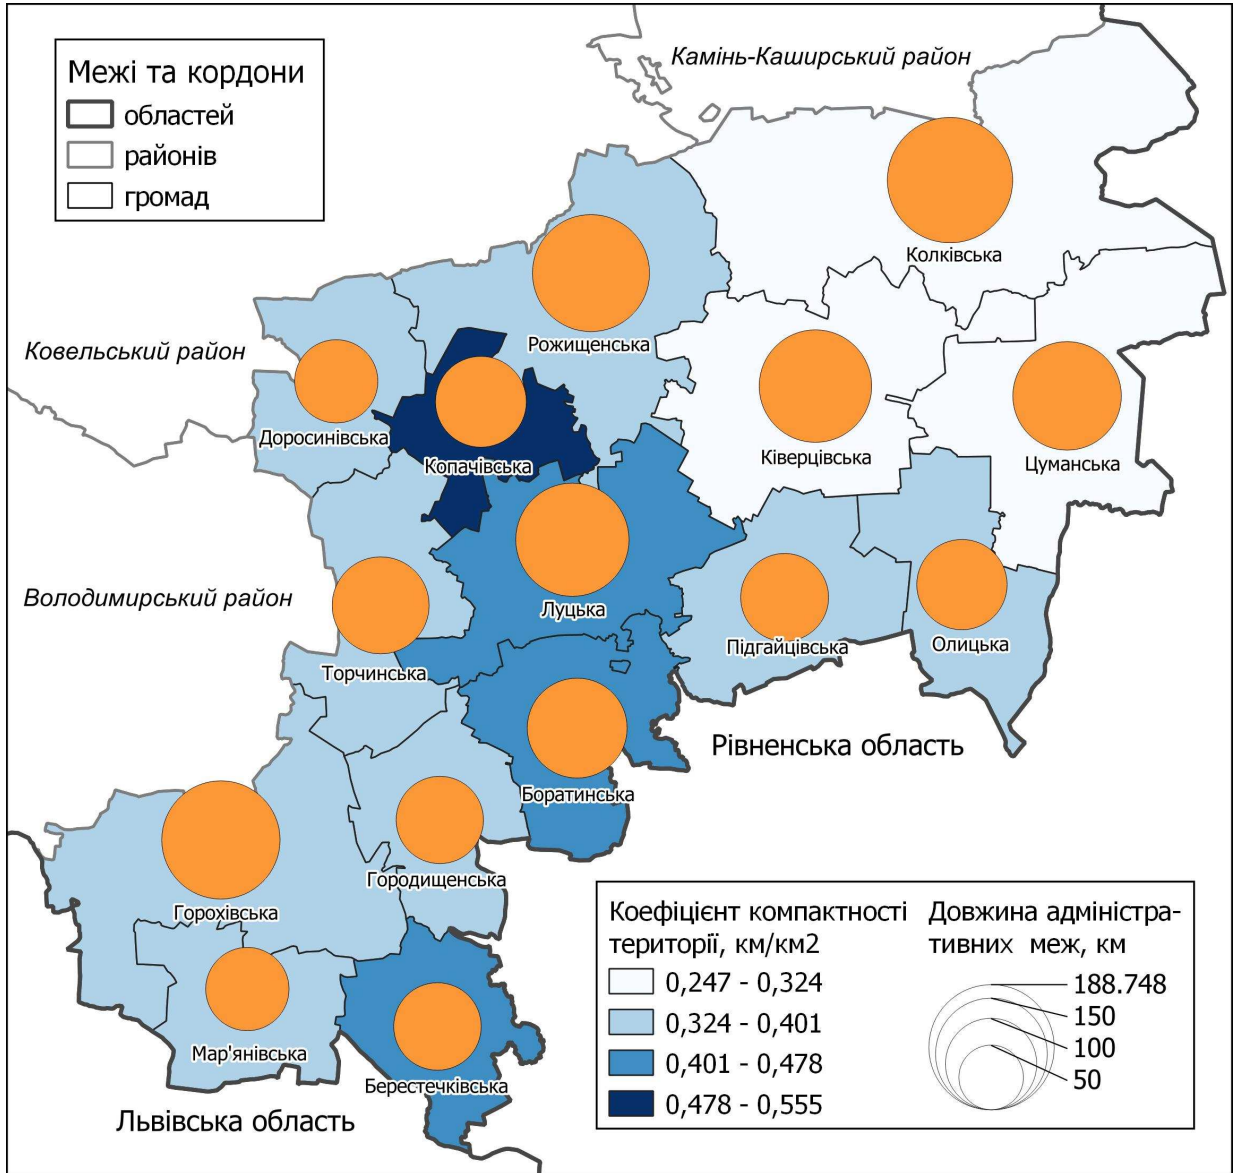 Межі та кордони
областей
районів
громад
Камінь-Каширський район
Колківська
Рожищенська
Ковельський район
Доросинівська
Копачівська
Ківерцівська
Цуманська
Володимирський район
Луцька
Підгайцівська
Олицька
Торчинська
Рівненська область
Боратинська
Городищенська
Горохівська
Мар'янівська
Берестечківська
Львівська область
Коефіцієнт компактності
території, км/км2
0,247 - 0,324
0,324 - 0,401
0,401 - 0,478
0,478 - 0,555
Довжина адміністра-
тивних меж, км
188.748
150
100
50